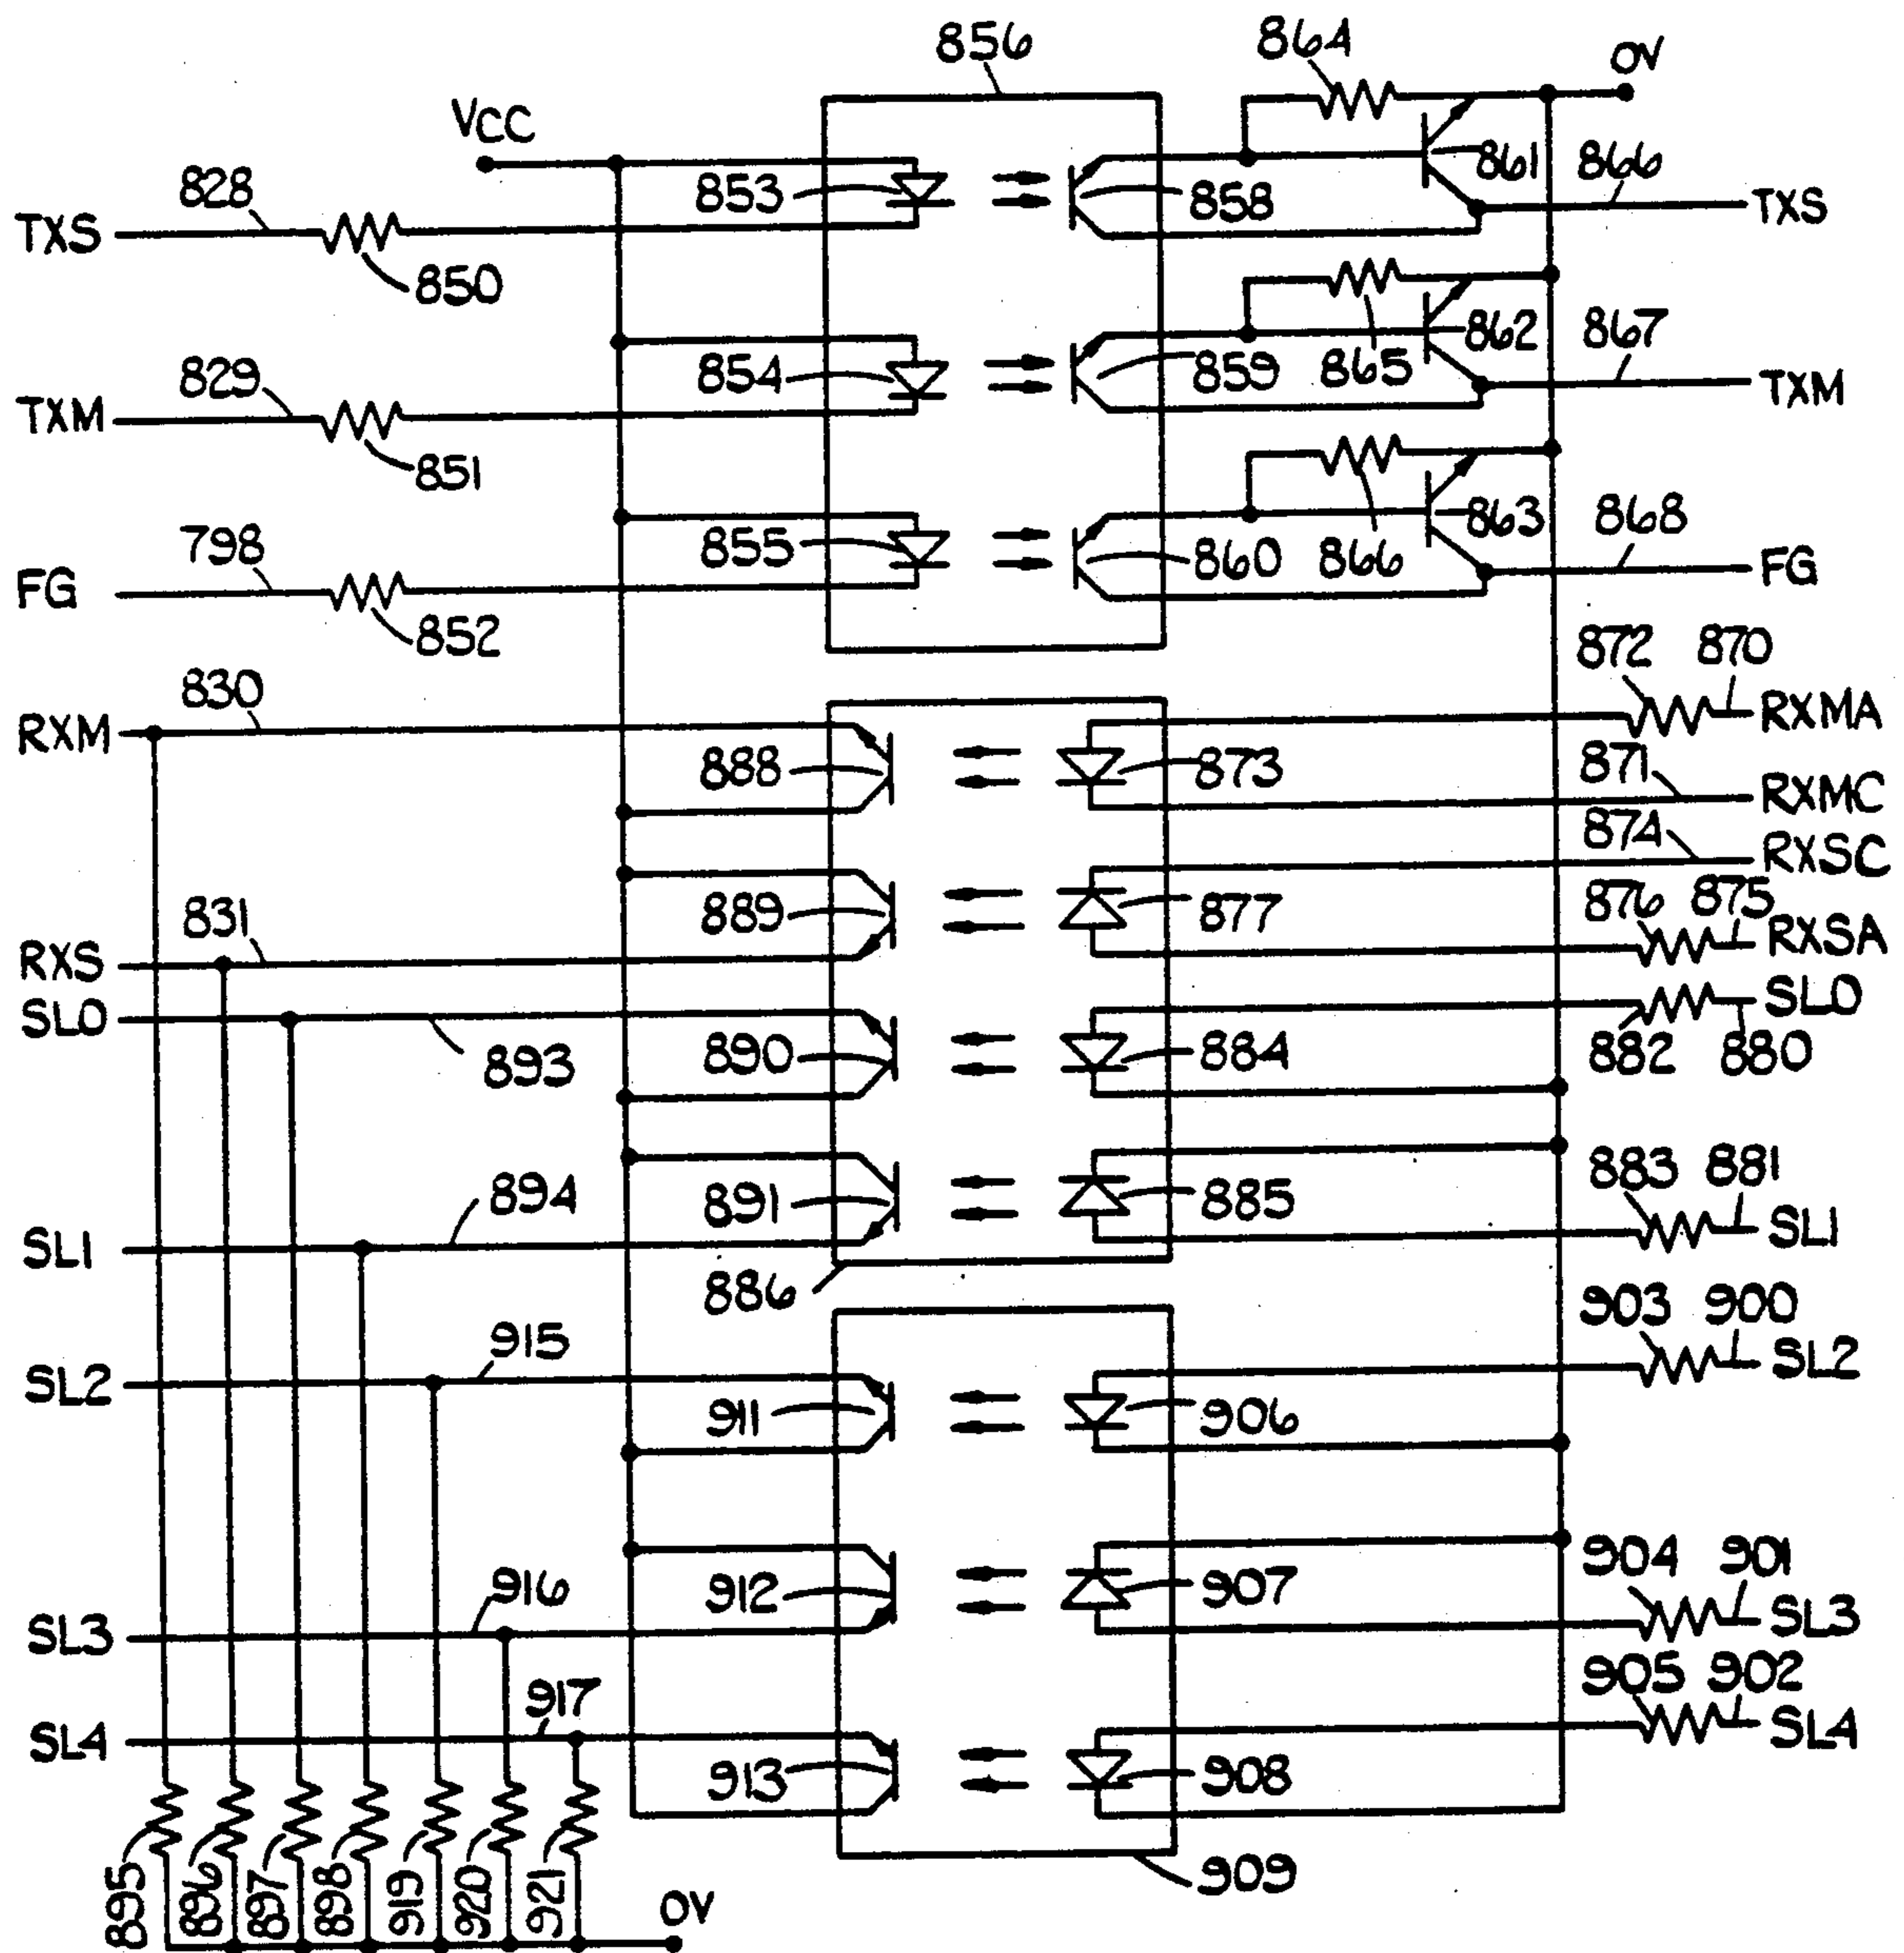 856
864
0V
VCC
828
853
858
861
866
TXS
TXS
850
829
854
859
865
862
867
TXM
TXM
851
798
855
860
866
863
868
FG
FG
852
872
870
830
RXM
RXMA
888
873
871
RXMC
874
RXSC
831
889
877
876
875
RXS
RXSA
SL0
SL0
893
890
884
882
880
894
891
885
883
881
SL1
SL1
886
903
900
915
SL2
SL2
911
906
904
901
916
912
907
SL3
SL3
905
902
917
SL4
SL4
913
908
895
896
897
898
919
920
921
909
0V